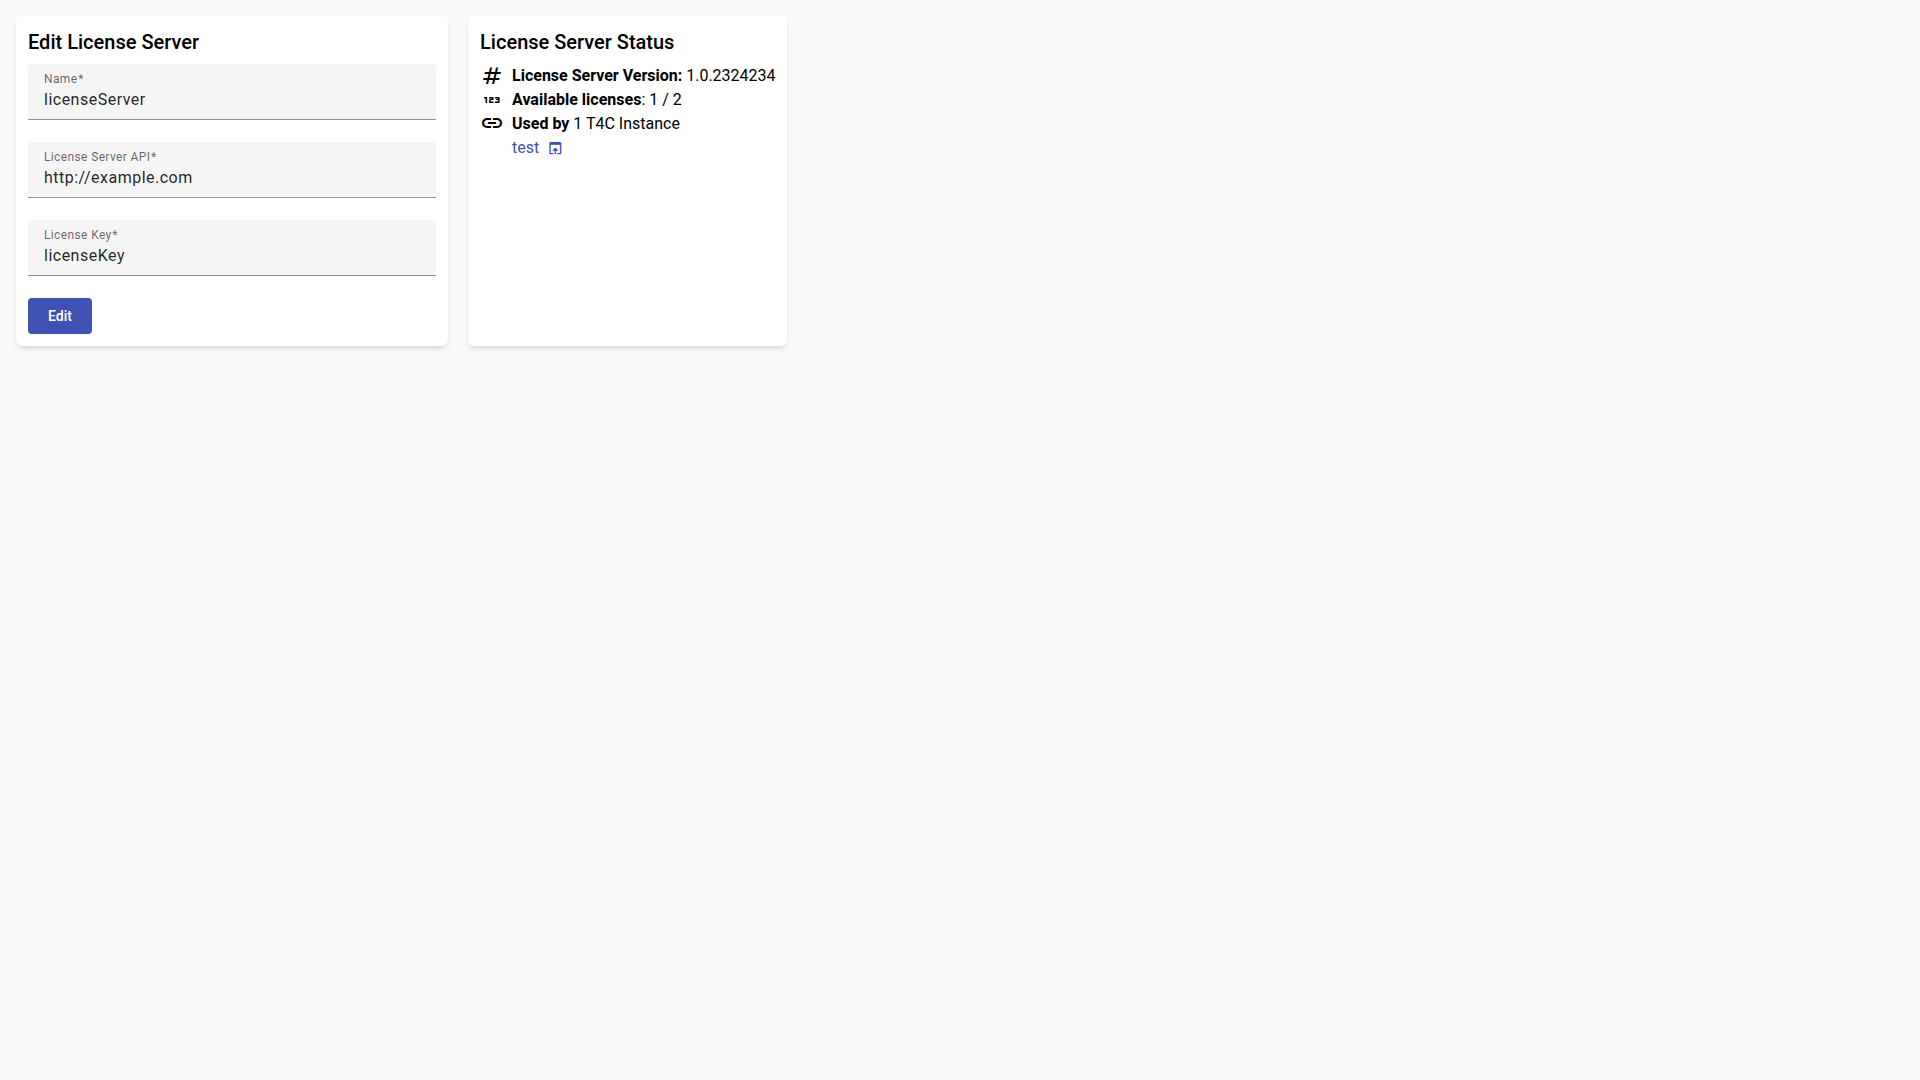 Edit License Server
Name*
licenseServer
License Server API*
http://example.com
License Key*
licenseKey
Edit
License Server Status
# License Server Version: 1.0.2324234
123 Available licenses: 1 / 2
Used by 1 T4C Instance
test